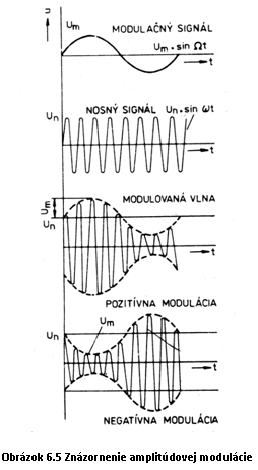 u
Um
MODULAČNÝ SIGNÁL
Um·sin Ωt
t
Un
NOSNÝ SIGNÁL
Un·sin ωt
t
MODULOVANÁ VLNA
Um
Un
t
POZITÍVNA MODULÁCIA
Un
Um
t
NEGATÍVNA MODULÁCIA
Obrázok 6.5 Znázornenie amplitúdovej modulácie